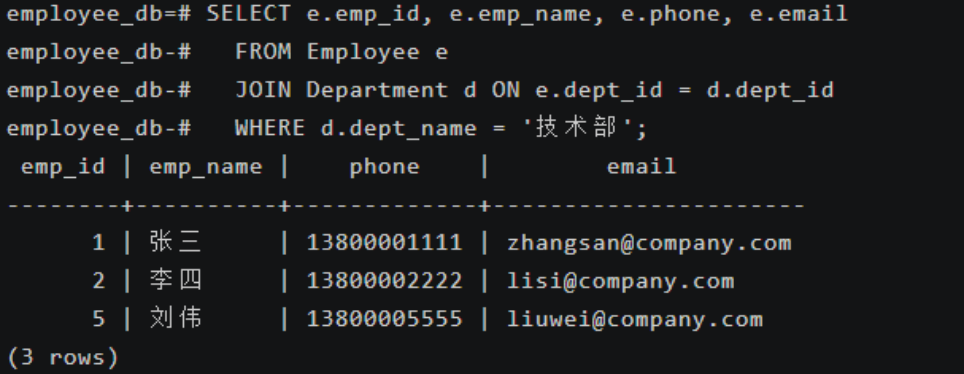 employee_db=# SELECT e.emp_id, e.emp_name, e.phone, e.email
employee_db-#   FROM Employee e
employee_db-#   JOIN Department d ON e.dept_id = d.dept_id
employee_db-#   WHERE d.dept_name = '技术部';
 emp_id | emp_name |    phone    |        email
--------+----------+-------------+----------------------
      1 | 张三     | 13800001111 | zhangsan@company.com
      2 | 李四     | 13800002222 | lisi@company.com
      5 | 刘伟     | 13800005555 | liuwei@company.com
(3 rows)